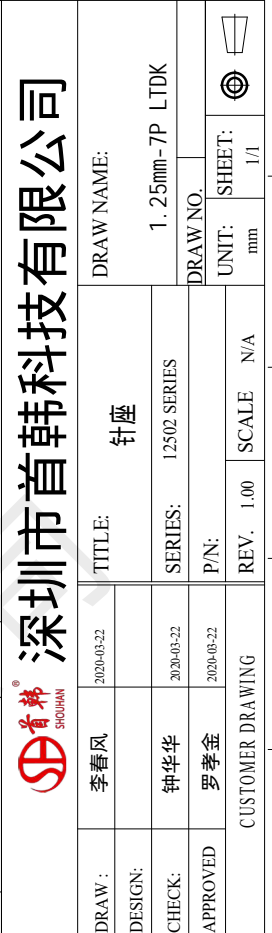 首韩®
SHOUHAN
深圳市首韩科技有限公司
DRAW : 李春风 2020-03-22
DESIGN:
CHECK: 钟华华 2020-03-22
APPROVED 罗孝金 2020-03-22
CUSTOMER DRAWING
TITLE: 针座
SERIES: 12502 SERIES
P/N:
REV. 1.00 SCALE N/A
DRAW NAME:
1.25mm-7P LTDK
DRAW NO.
UNIT: mm
SHEET: 1/1